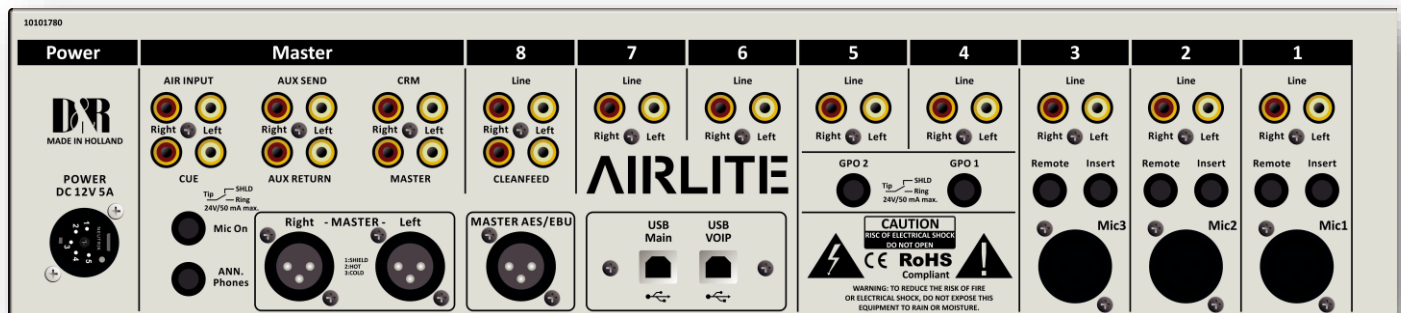 10101780
Power Master 8 7 6 5 4 3 2 1
AIR INPUT AUX SEND CRM Line Line Line Line Line Line Line Line
D&R
MADE IN HOLLAND
Right Left Right Left Right Left Right Left Right Left Right Left Right Left Right Left Right Left Right Left Right Left
CUE AUX RETURN MASTER CLEANFEED
AIRLITE
GPO 2 GPO 1
Remote Insert Remote Insert Remote Insert
POWER
DC 12V 5A
Tip SHLD
Ring
24V/50 mA max.
Tip SHLD
Ring
24V/50 mA max.
Mic On
ANN.
Phones
Right - MASTER - Left
1:SHIELD
2:HOT
3:COLD
MASTER AES/EBU
USB
Main
USB
VOIP
CAUTION
RISC OF ELECTRICAL SHOCK
DO NOT OPEN
CE RoHS
Compliant
WARNING: TO REDUCE THE RISK OF FIRE
OR ELECTRICAL SHOCK, DO NOT EXPOSE THIS
EQUIPMENT TO RAIN OR MOISTURE.
Mic3 Mic2 Mic1
1
2
3
4
5